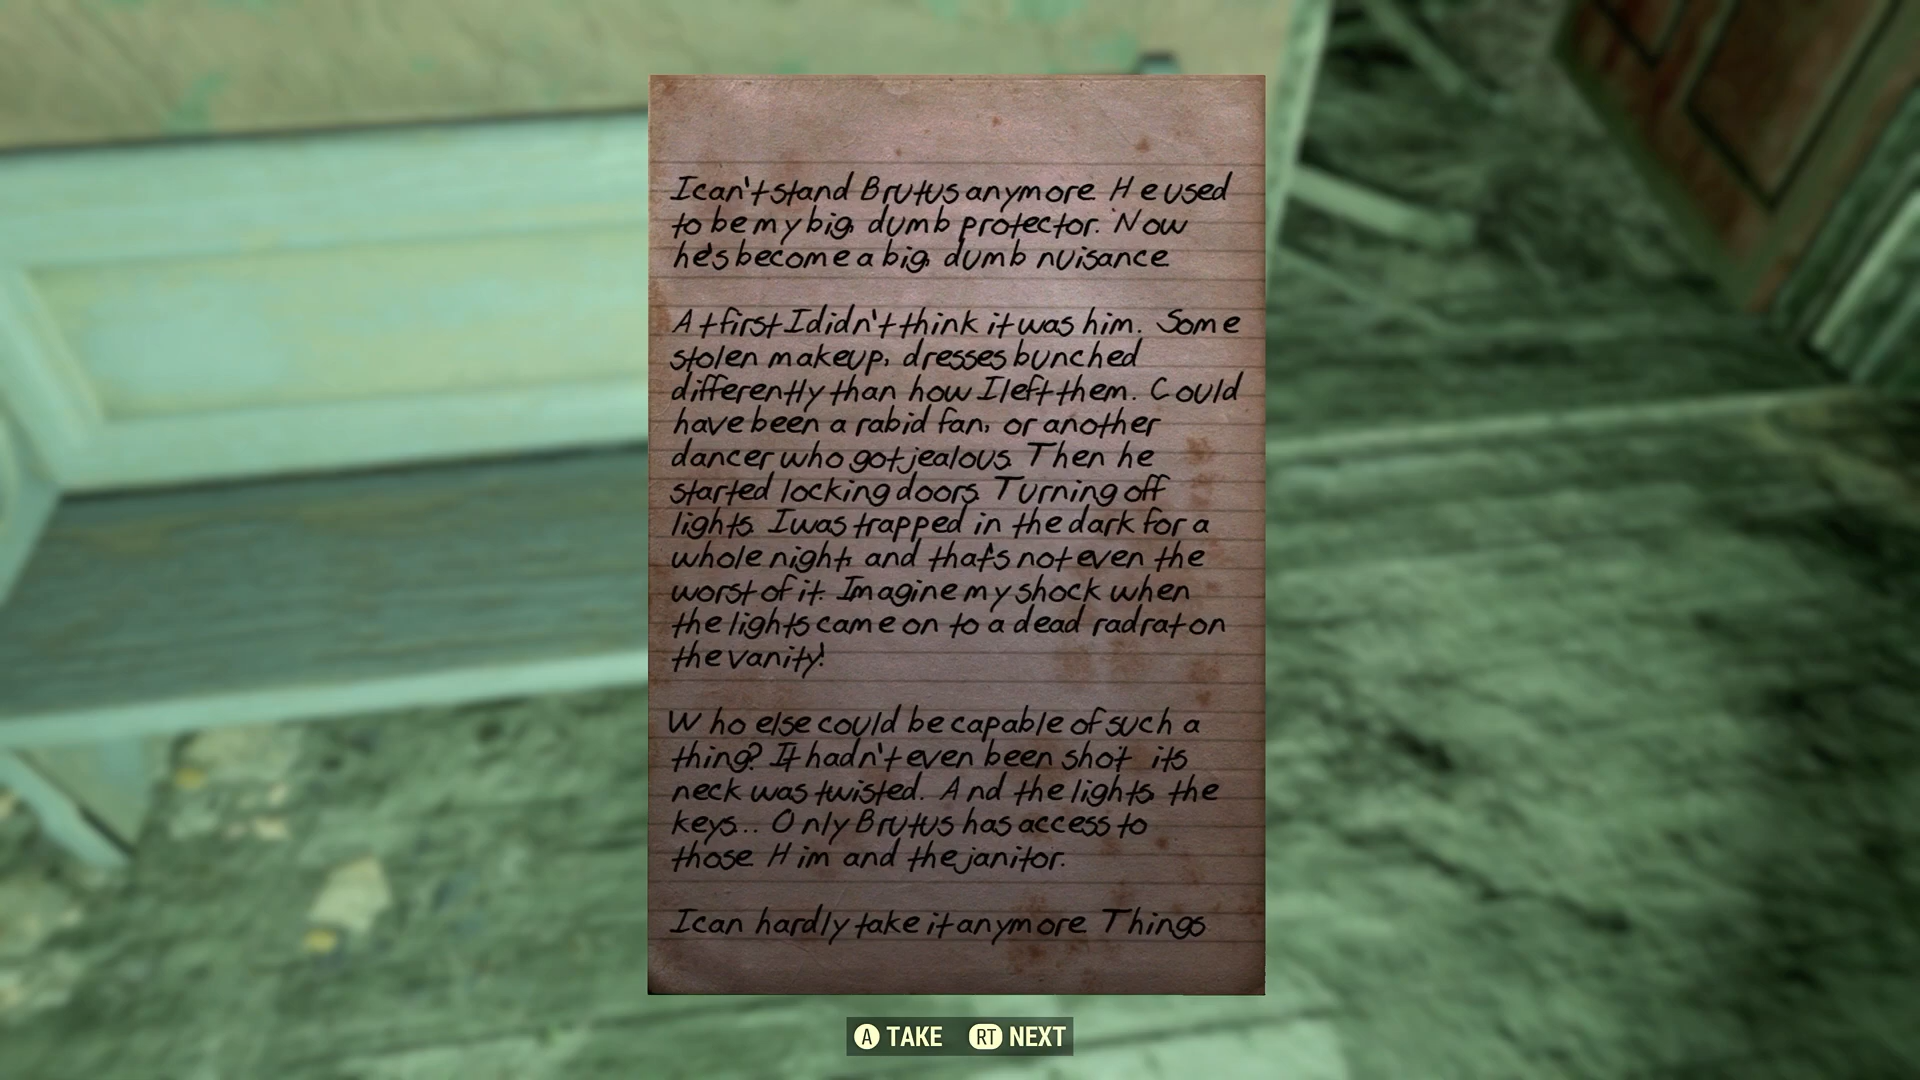 I can't stand Brutus anymore. He used
to be my big, dumb protector. Now
he's become a big, dumb nuisance.
At first I didn't think it was him. Some
stolen makeup, dresses bunched
differently than how I left them. Could
have been a rabid fan, or another
dancer who got jealous. Then he
started locking doors. Turning off
lights. I was trapped in the dark for a
whole night, and that's not even the
worst of it. Imagine my shock when
the lights came on to a dead radrat on
the vanity!
Who else could be capable of such a
thing? It hadn't even been shot its
neck was twisted. And the lights, the
keys... Only Brutus has access to
those. Him and the janitor.
I can hardly take it anymore. Things
A TAKE RT NEXT